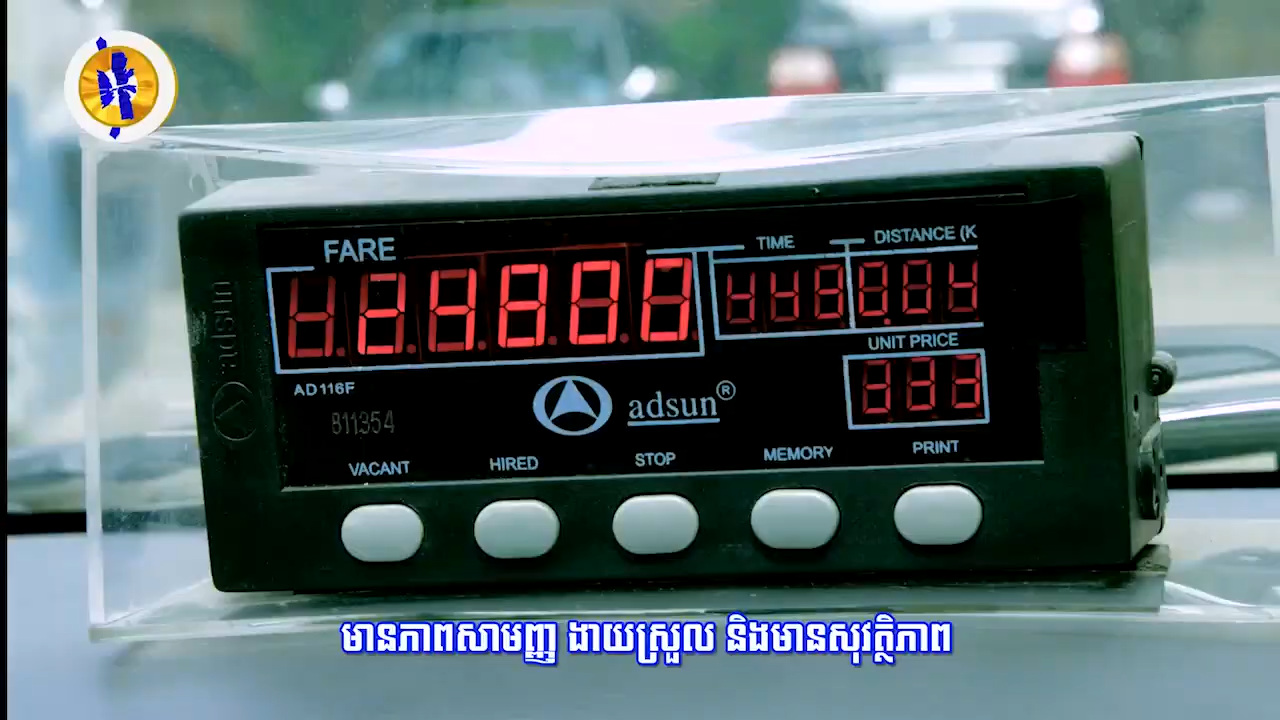 FARE
TIME
DISTANCE (K
UNIT PRICE
AD116F
811354
adsun®
adsun
VACANT
HIRED
STOP
MEMORY
PRINT
មានភាពសាមញ្ញ ងាយស្រួល និងមានសុវត្ថិភាព